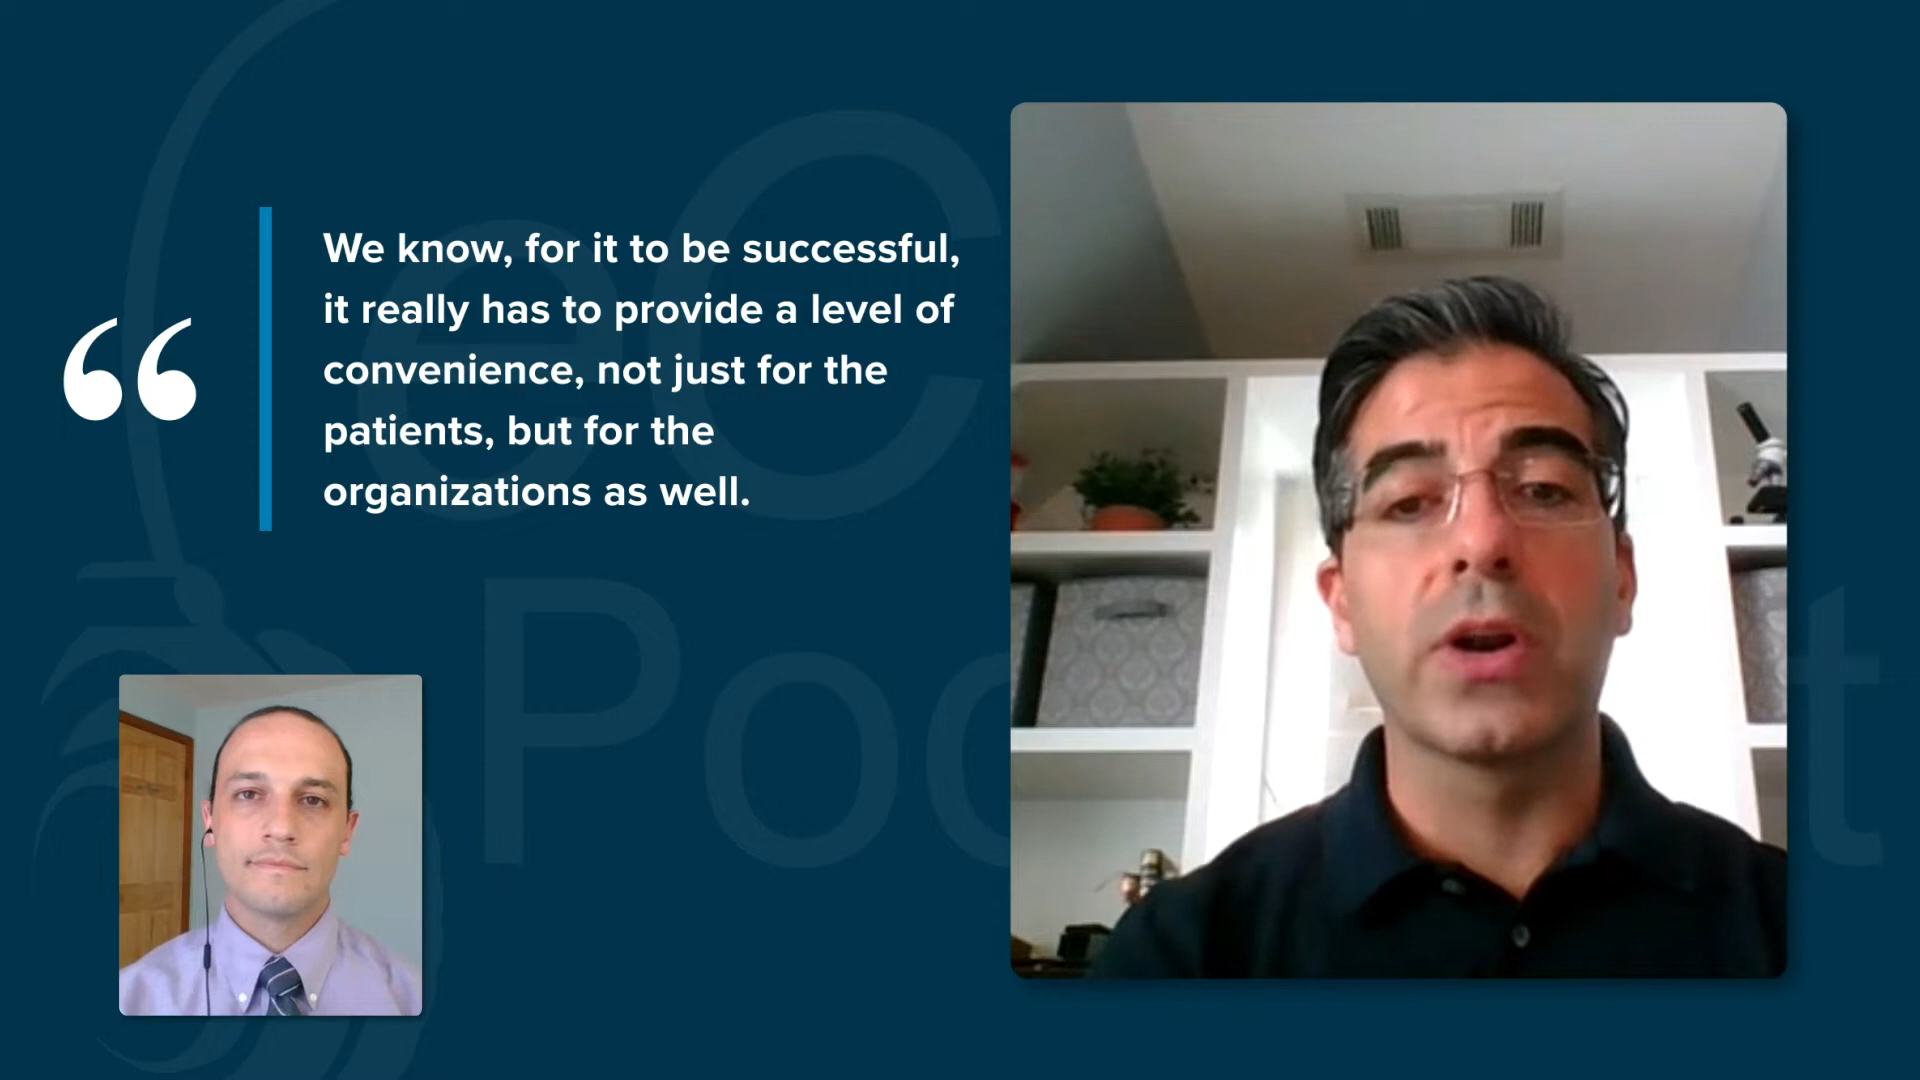 We know, for it to be successful,
it really has to provide a level of
convenience, not just for the
patients, but for the
organizations as well.